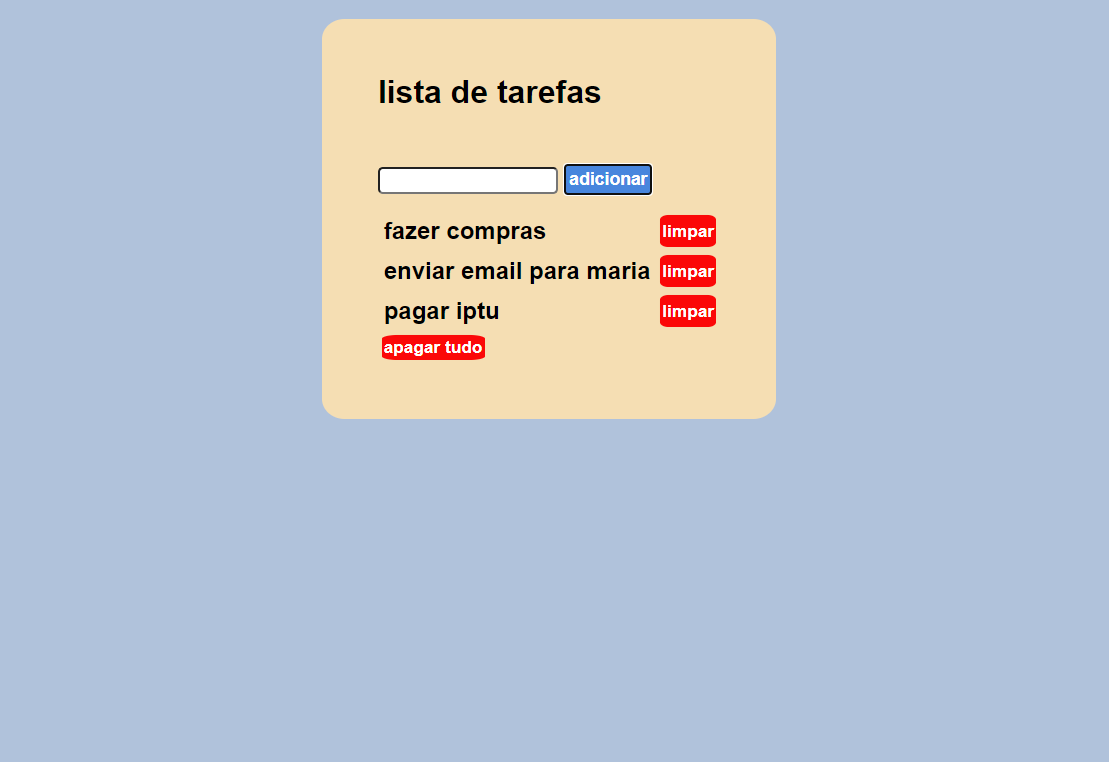 lista de tarefas
adicionar
fazer compras limpar
enviar email para maria limpar
pagar iptu limpar
apagar tudo